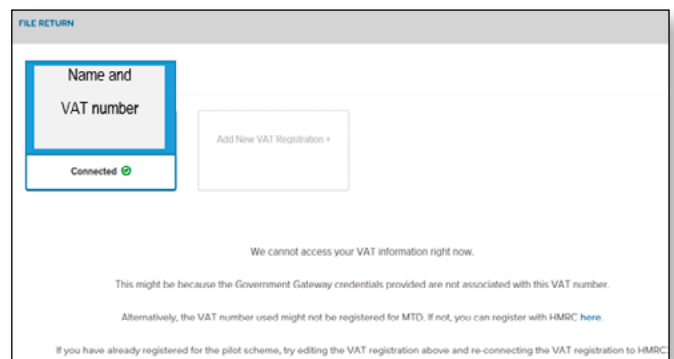 FILE RETURN
Name and
VAT number
Add New VAT Registration +
Connected
We cannot access your VAT information right now.
This might be because the Government Gateway credentials provided are not associated with this VAT number.
Alternatively, the VAT number used might not be registered for MTD. If not, you can register with HMRC here.
If you have already registered for the pilot scheme, try editing the VAT registration above and re-connecting the VAT registration to HMRC